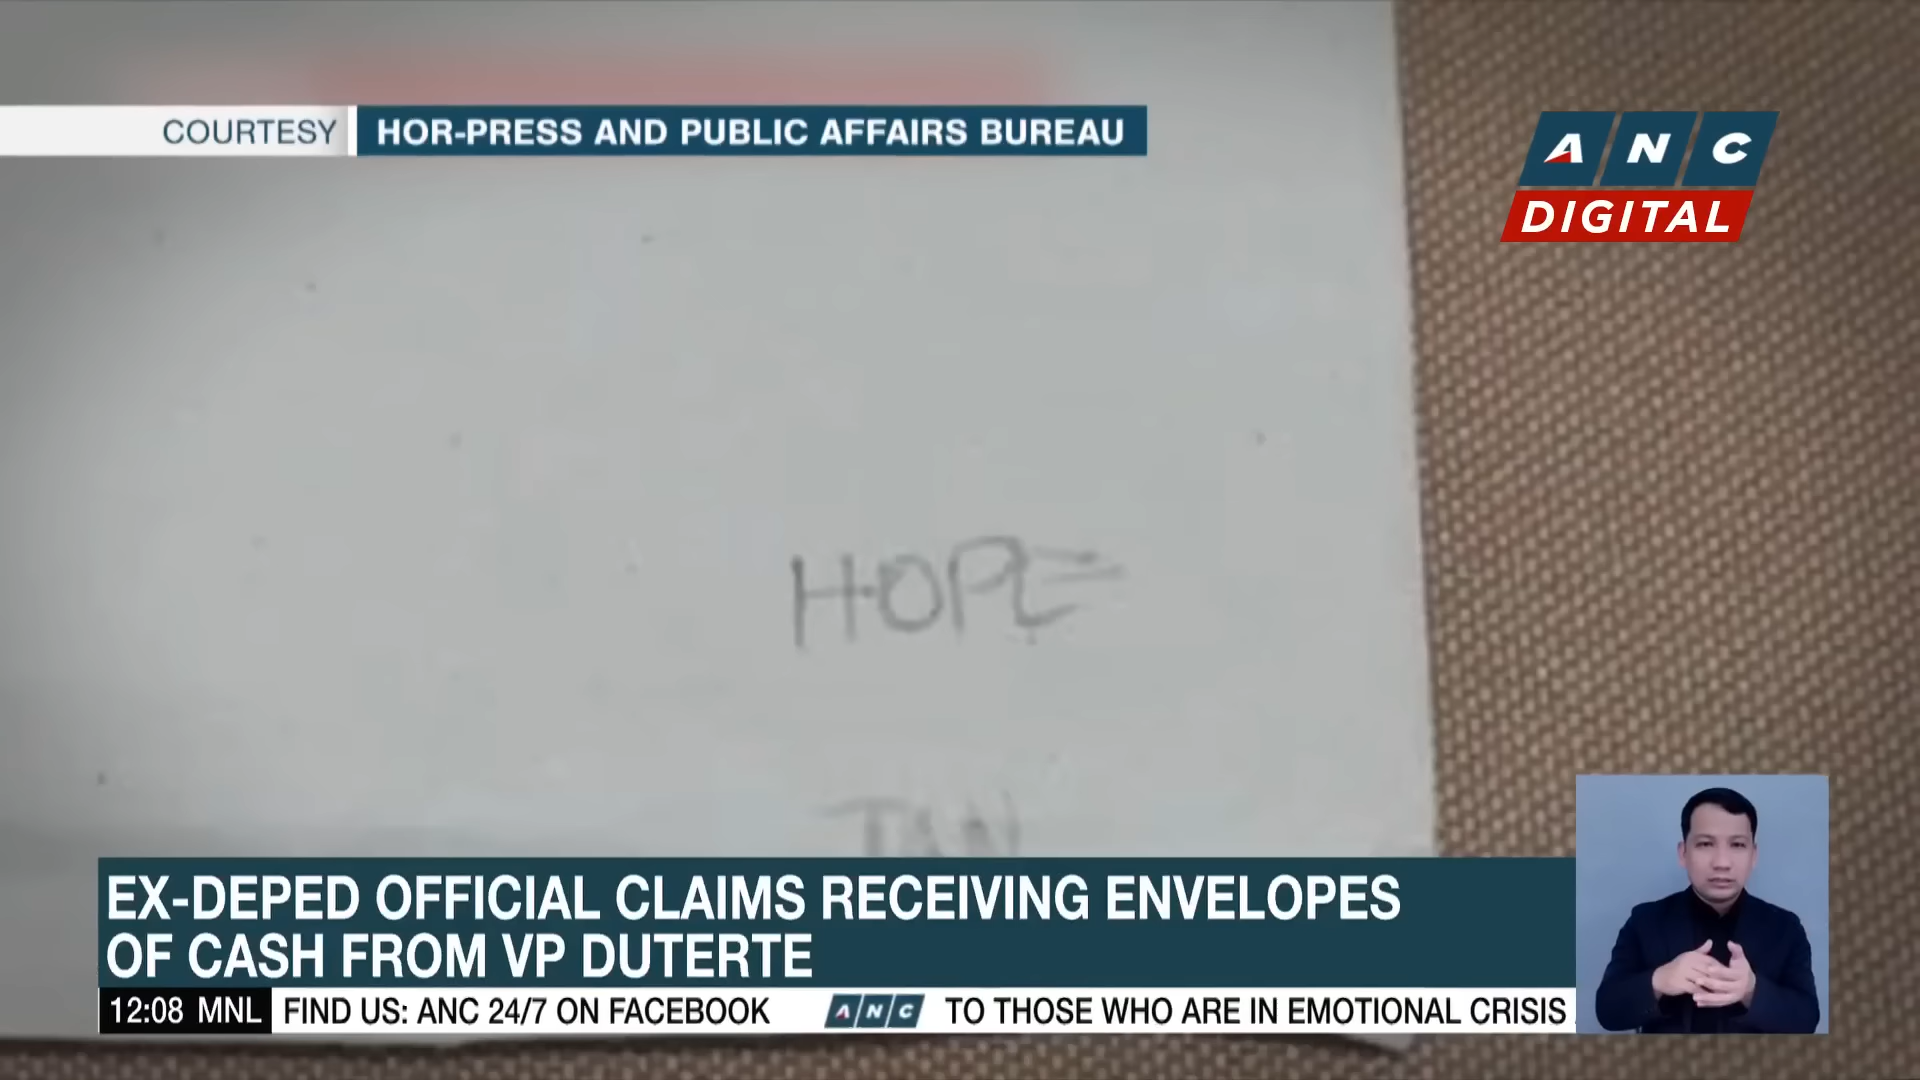 COURTESY HOR-PRESS AND PUBLIC AFFAIRS BUREAU
ANC
DIGITAL
HOPE
TAN
EX-DEPED OFFICIAL CLAIMS RECEIVING ENVELOPES
OF CASH FROM VP DUTERTE
12:08 MNL FIND US: ANC 24/7 ON FACEBOOK ANC TO THOSE WHO ARE IN EMOTIONAL CRISIS